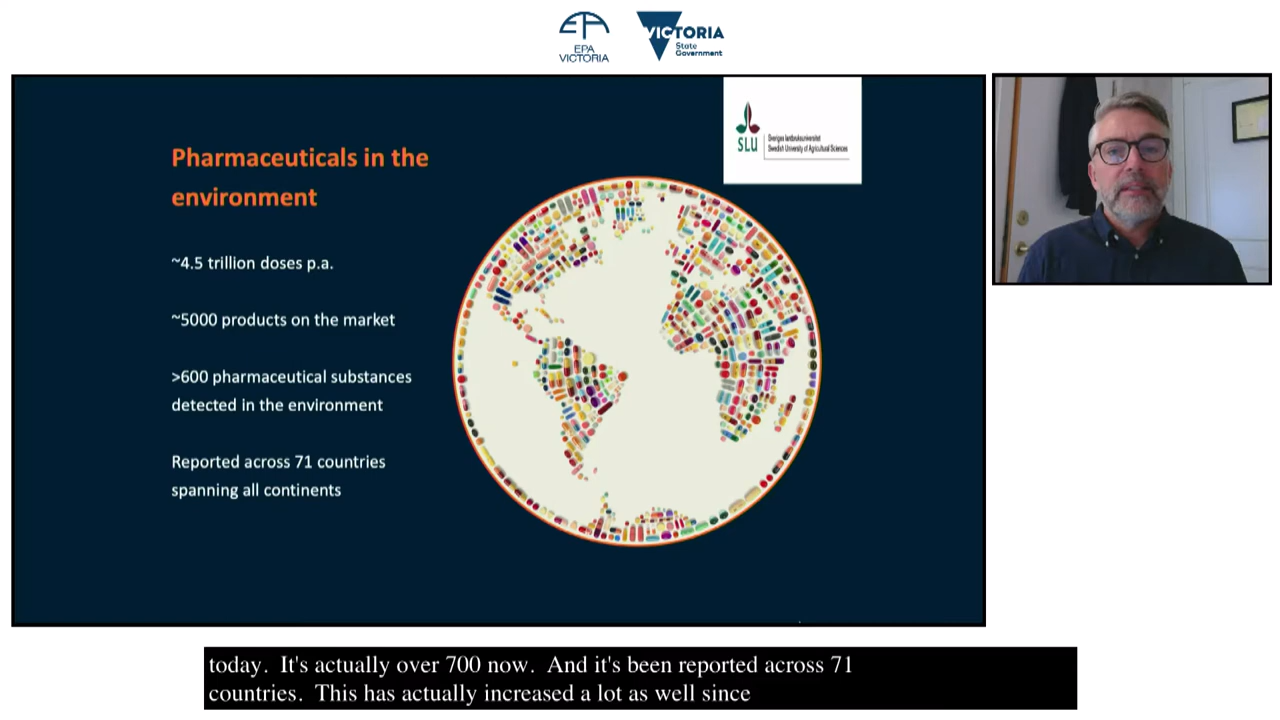 EPA
VICTORIA
VICTORIA
State
Government
SLU
Sveriges lantbruksuniversitet
Swedish University of Agricultural Sciences
Pharmaceuticals in the
environment
~4.5 trillion doses p.a.
~5000 products on the market
>600 pharmaceutical substances
detected in the environment
Reported across 71 countries
spanning all continents
today. It's actually over 700 now. And it's been reported across 71
countries. This has actually increased a lot as well since